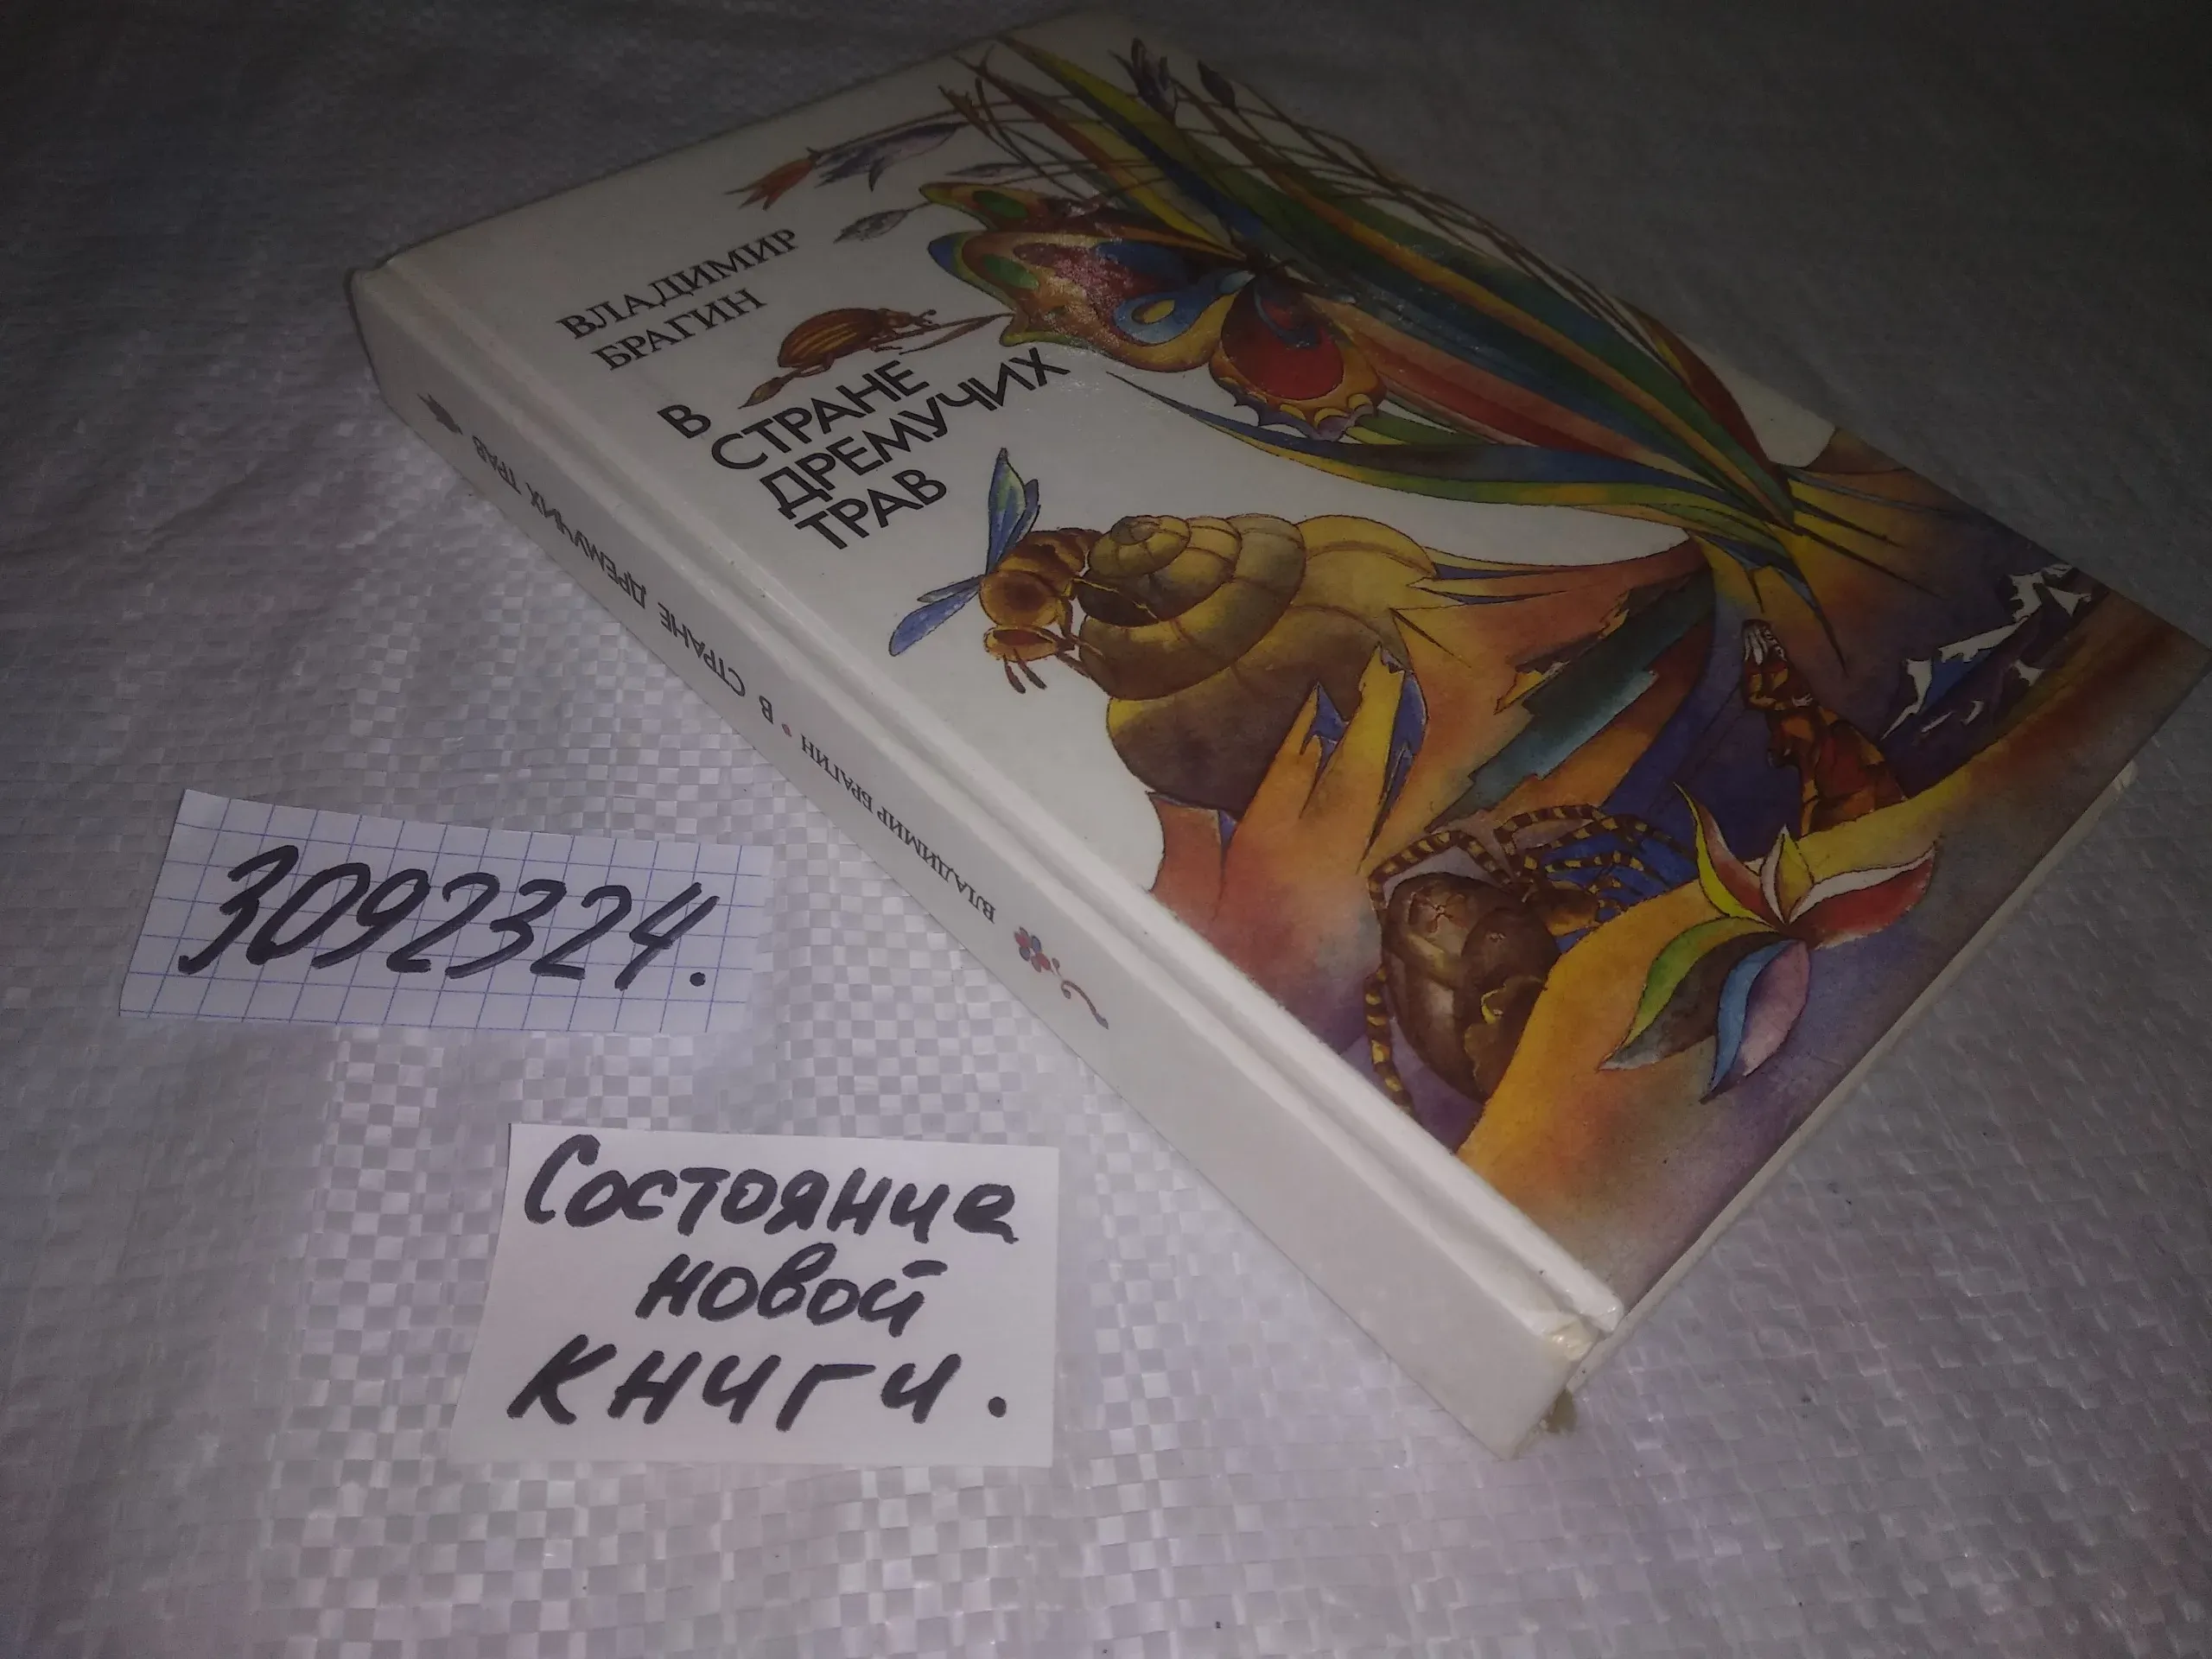 ВЛАДИМИР
БРАГИН
В
СТРАНЕ
ДРЕМУЧИХ
ТРАВ
ВЛАДИМИР БРАГИН • В СТРАНЕ ДРЕМУЧИХ ТРАВ
3092324.
Состояние
новой
книги.